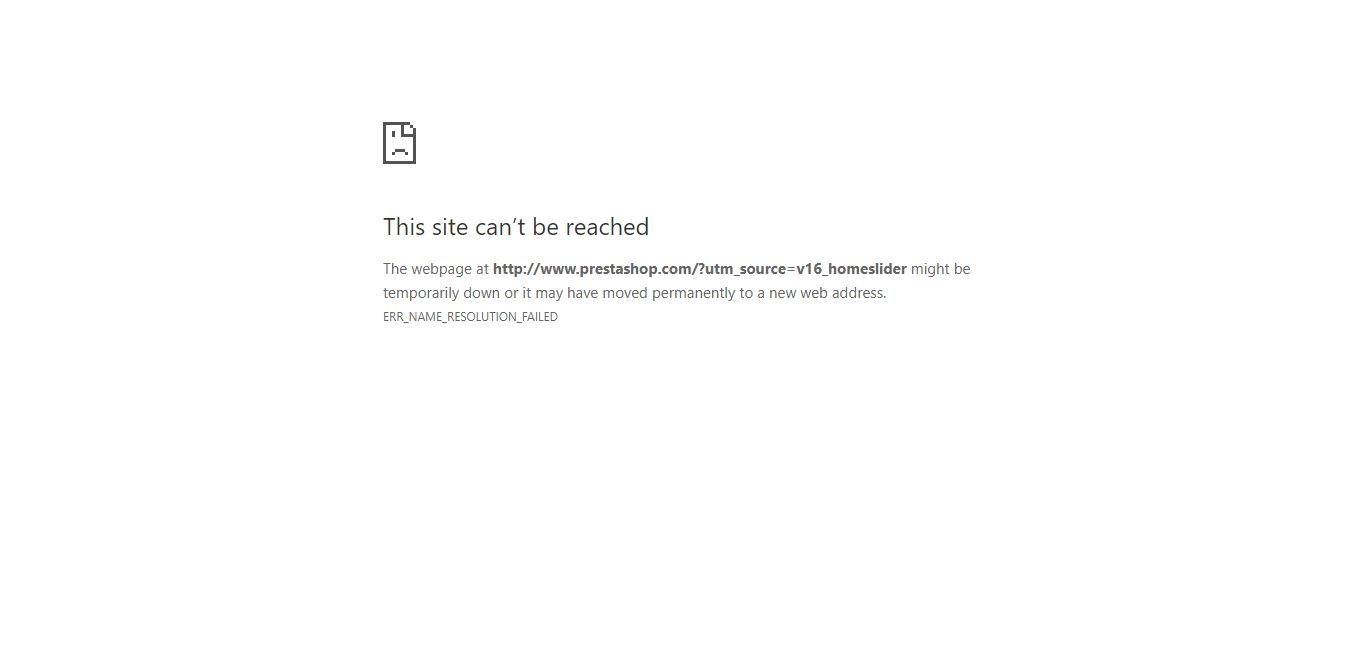 This site can’t be reached
The webpage at http://www.prestashop.com/?utm_source=v16_homeslider might be
temporarily down or it may have moved permanently to a new web address.
ERR_NAME_RESOLUTION_FAILED